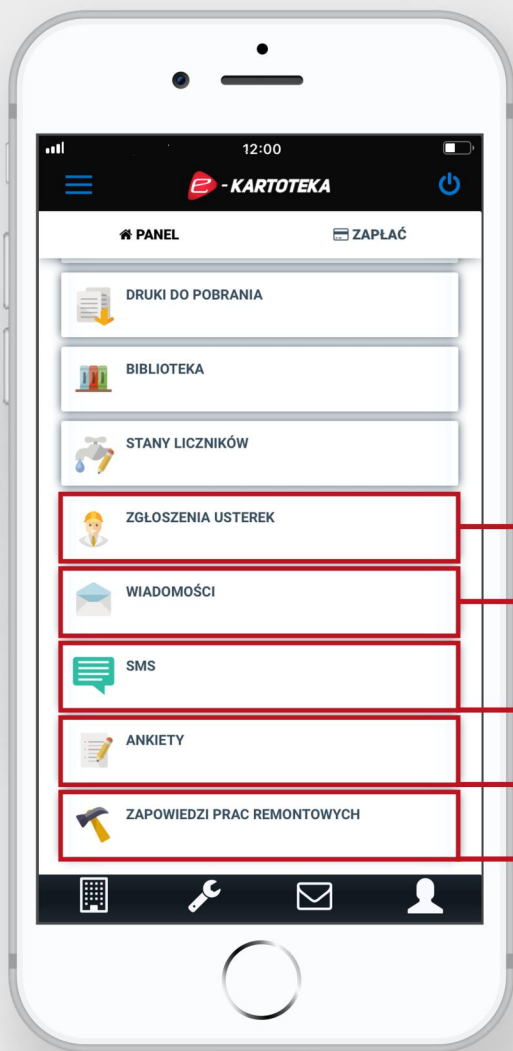 12:00
e - KARTOTEKA
PANEL
ZAPŁAĆ
DRUKI DO POBRANIA
BIBLIOTEKA
STANY LICZNIKÓW
ZGŁOSZENIA USTEREK
WIADOMOŚCI
SMS
ANKIETY
ZAPOWIEDZI PRAC REMONTOWYCH